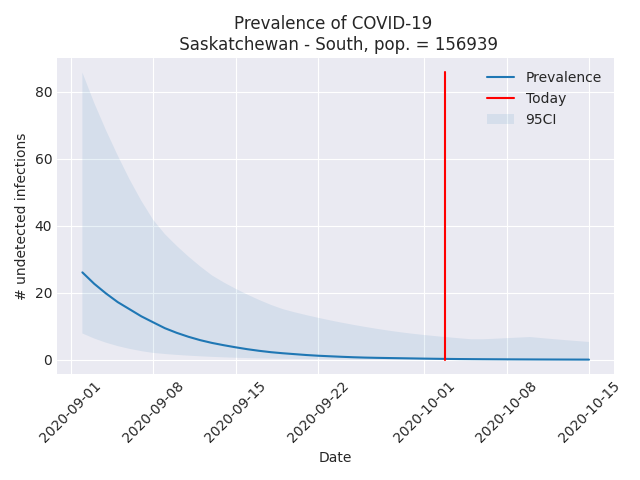 Prevalence of COVID-19
Saskatchewan - South, pop. = 156939
# undetected infections
80
60
40
20
0
Prevalence
Today
95CI
2020-09-01
2020-09-08
2020-09-15
2020-09-22
2020-10-01
2020-10-08
2020-10-15
Date